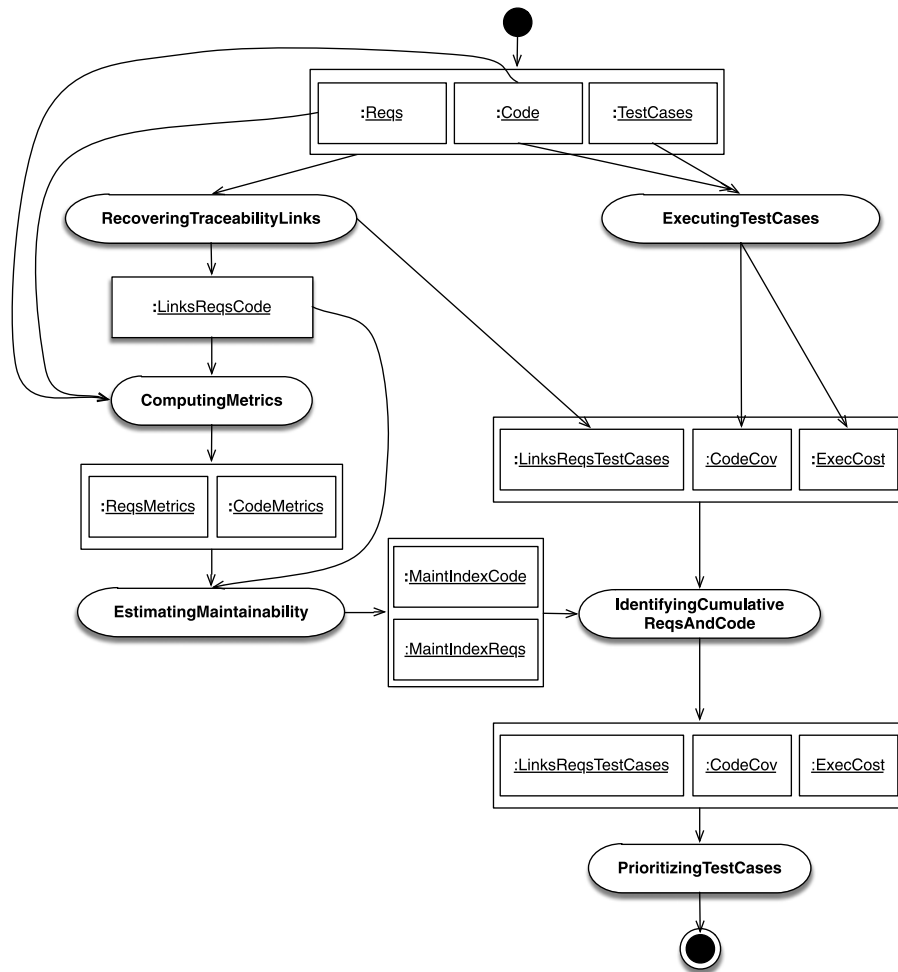 :Reqs
:Code
:TestCases
RecoveringTraceabilityLinks
ExecutingTestCases
:LinksReqsCode
ComputingMetrics
:LinksReqsTestCases
:CodeCov
:ExecCost
:ReqsMetrics
:CodeMetrics
:MaintIndexCode
EstimatingMaintainability
IdentifyingCumulative
ReqsAndCode
:MaintIndexReqs
:LinksReqsTestCases
:CodeCov
:ExecCost
PrioritizingTestCases